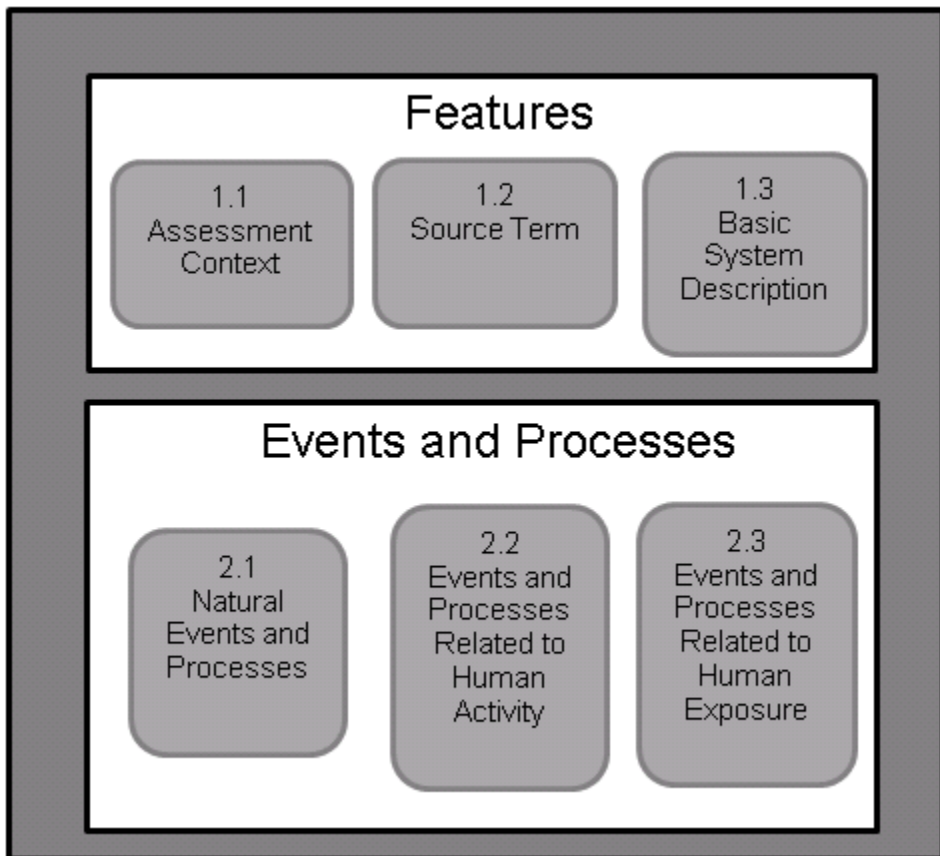 Features
1.1
Assessment
Context
1.2
Source Term
1.3
Basic
System
Description
Events and Processes
2.1
Natural
Events and
Processes
2.2
Events and
Processes
Related to
Human
Activity
2.3
Events and
Processes
Related to
Human
Exposure